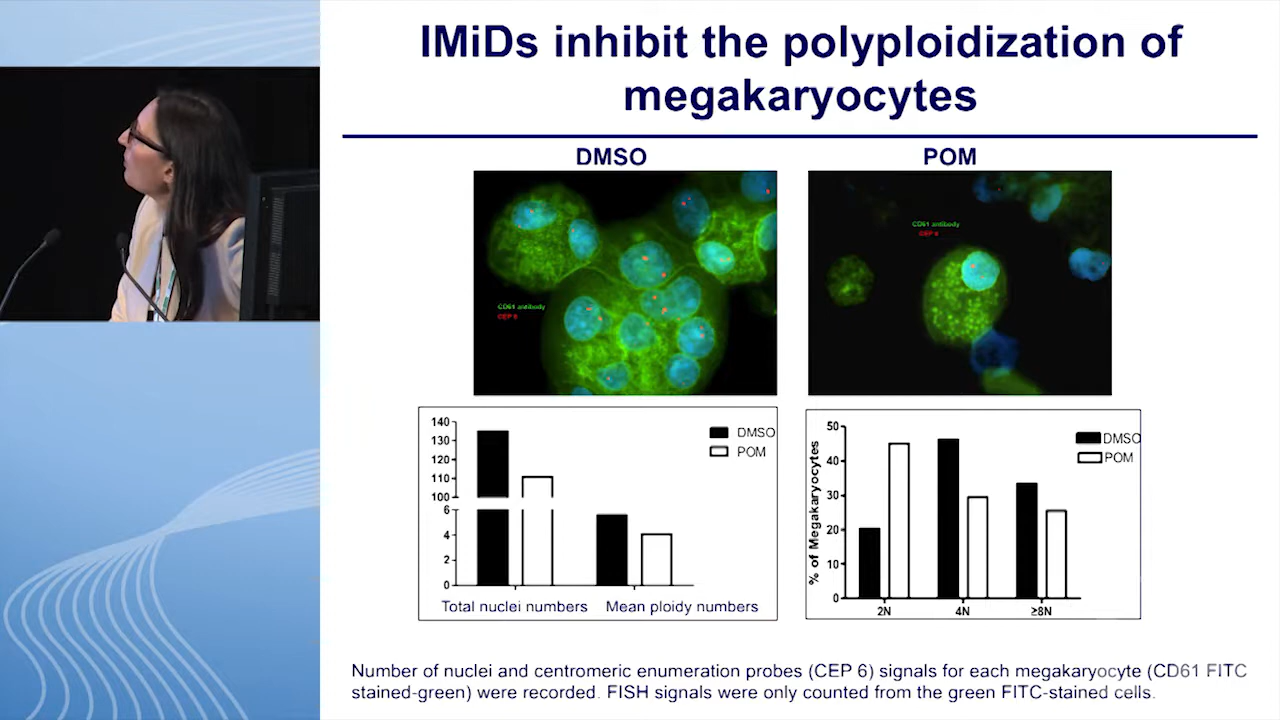 IMiDs inhibit the polyploidization of
megakaryocytes
DMSO
POM
CD61 antibody
CEP 6
CD61 antibody
CEP 6
140
130
120
110
100
6
4
2
0
DMSO
POM
Total nuclei numbers
Mean ploidy numbers
% of Megakaryocytes
50
40
30
20
10
0
DMSO
POM
2N
4N
≥8N
Number of nuclei and centromeric enumeration probes (CEP 6) signals for each megakaryocyte (CD61 FITC
stained-green) were recorded. FISH signals were only counted from the green FITC-stained cells.